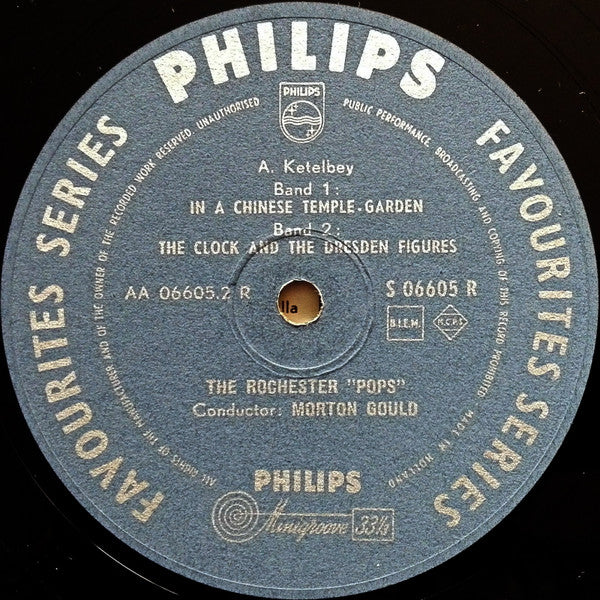 PHILIPS
FAVOURITES SERIES
FAVOURITES SERIES
ALL RIGHTS OF THE MANUFACTURER AND OF THE OWNER OF THE RECORDED WORK RESERVED. UNAUTHORISED
PUBLIC PERFORMANCE, BROADCASTING AND COPYING OF THIS RECORD PROHIBITED
MADE IN HOLLAND
PHILIPS
A. Ketelbey
Band 1:
IN A CHINESE TEMPLE-GARDEN
Band 2:
THE CLOCK AND THE DRESDEN FIGURES
AA 06605.2 R
lla
S 06605 R
B.I.E.M.
M.C.P.S.
THE ROCHESTER "POPS"
Conductor: MORTON GOULD
PHILIPS
Minigroove 33⅓